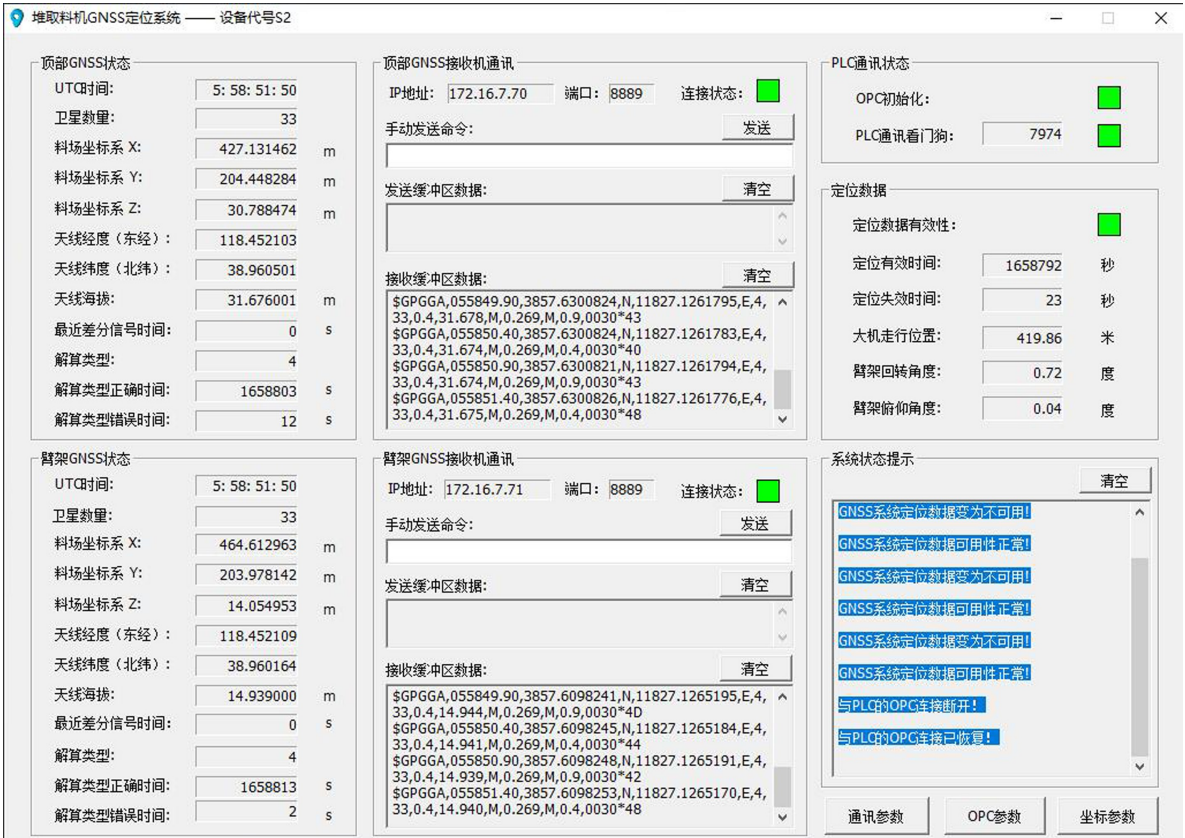 堆取料机GNSS定位系统 —— 设备代号S2
顶部GNSS状态
UTC时间: 5: 58: 51: 50
卫星数量: 33
料场坐标系 X: 427.131462 m
料场坐标系 Y: 204.448284 m
料场坐标系 Z: 30.788474 m
天线经度（东经）: 118.452103
天线纬度（北纬）: 38.960501
天线海拔: 31.676001 m
最近差分信号时间: 0 s
解算类型: 4
解算类型正确时间: 1658803 s
解算类型错误时间: 12 s
顶部GNSS接收机通讯
IP地址: 172.16.7.70 端口: 8889 连接状态:
手动发送命令: 发送
发送缓冲区数据: 清空
接收缓冲区数据: 清空
$GPGGA,055849.90,3857.6300824,N,11827.1261795,E,4,
33,0.4,31.678,M,0.269,M,0.9,0030*43
$GPGGA,055850.40,3857.6300824,N,11827.1261783,E,4,
33,0.4,31.674,M,0.269,M,0.4,0030*40
$GPGGA,055850.90,3857.6300821,N,11827.1261794,E,4,
33,0.4,31.674,M,0.269,M,0.9,0030*43
$GPGGA,055851.40,3857.6300826,N,11827.1261776,E,4,
33,0.4,31.675,M,0.269,M,0.4,0030*48
PLC通讯状态
OPC初始化:
PLC通讯看门狗: 7974
定位数据
定位数据有效性:
定位有效时间: 1658792 秒
定位失效时间: 23 秒
大机走行位置: 419.86 米
臂架回转角度: 0.72 度
臂架俯仰角度: 0.04 度
臂架GNSS状态
UTC时间: 5: 58: 51: 50
卫星数量: 33
料场坐标系 X: 464.612963 m
料场坐标系 Y: 203.978142 m
料场坐标系 Z: 14.054953 m
天线经度（东经）: 118.452109
天线纬度（北纬）: 38.960164
天线海拔: 14.939000 m
最近差分信号时间: 0 s
解算类型: 4
解算类型正确时间: 1658813 s
解算类型错误时间: 2 s
臂架GNSS接收机通讯
IP地址: 172.16.7.71 端口: 8889 连接状态:
手动发送命令: 发送
发送缓冲区数据: 清空
接收缓冲区数据: 清空
$GPGGA,055849.90,3857.6098241,N,11827.1265195,E,4,
33,0.4,14.944,M,0.269,M,0.9,0030*4D
$GPGGA,055850.40,3857.6098245,N,11827.1265184,E,4,
33,0.4,14.941,M,0.269,M,0.4,0030*44
$GPGGA,055850.90,3857.6098248,N,11827.1265191,E,4,
33,0.4,14.939,M,0.269,M,0.9,0030*42
$GPGGA,055851.40,3857.6098253,N,11827.1265170,E,4,
33,0.4,14.940,M,0.269,M,0.4,0030*48
系统状态提示
清空
GNSS系统定位数据变为不可用!
GNSS系统定位数据可用性正常!
GNSS系统定位数据变为不可用!
GNSS系统定位数据可用性正常!
GNSS系统定位数据变为不可用!
GNSS系统定位数据可用性正常!
与PLC的OPC连接断开!
与PLC的OPC连接已恢复!
通讯参数 OPC参数 坐标参数